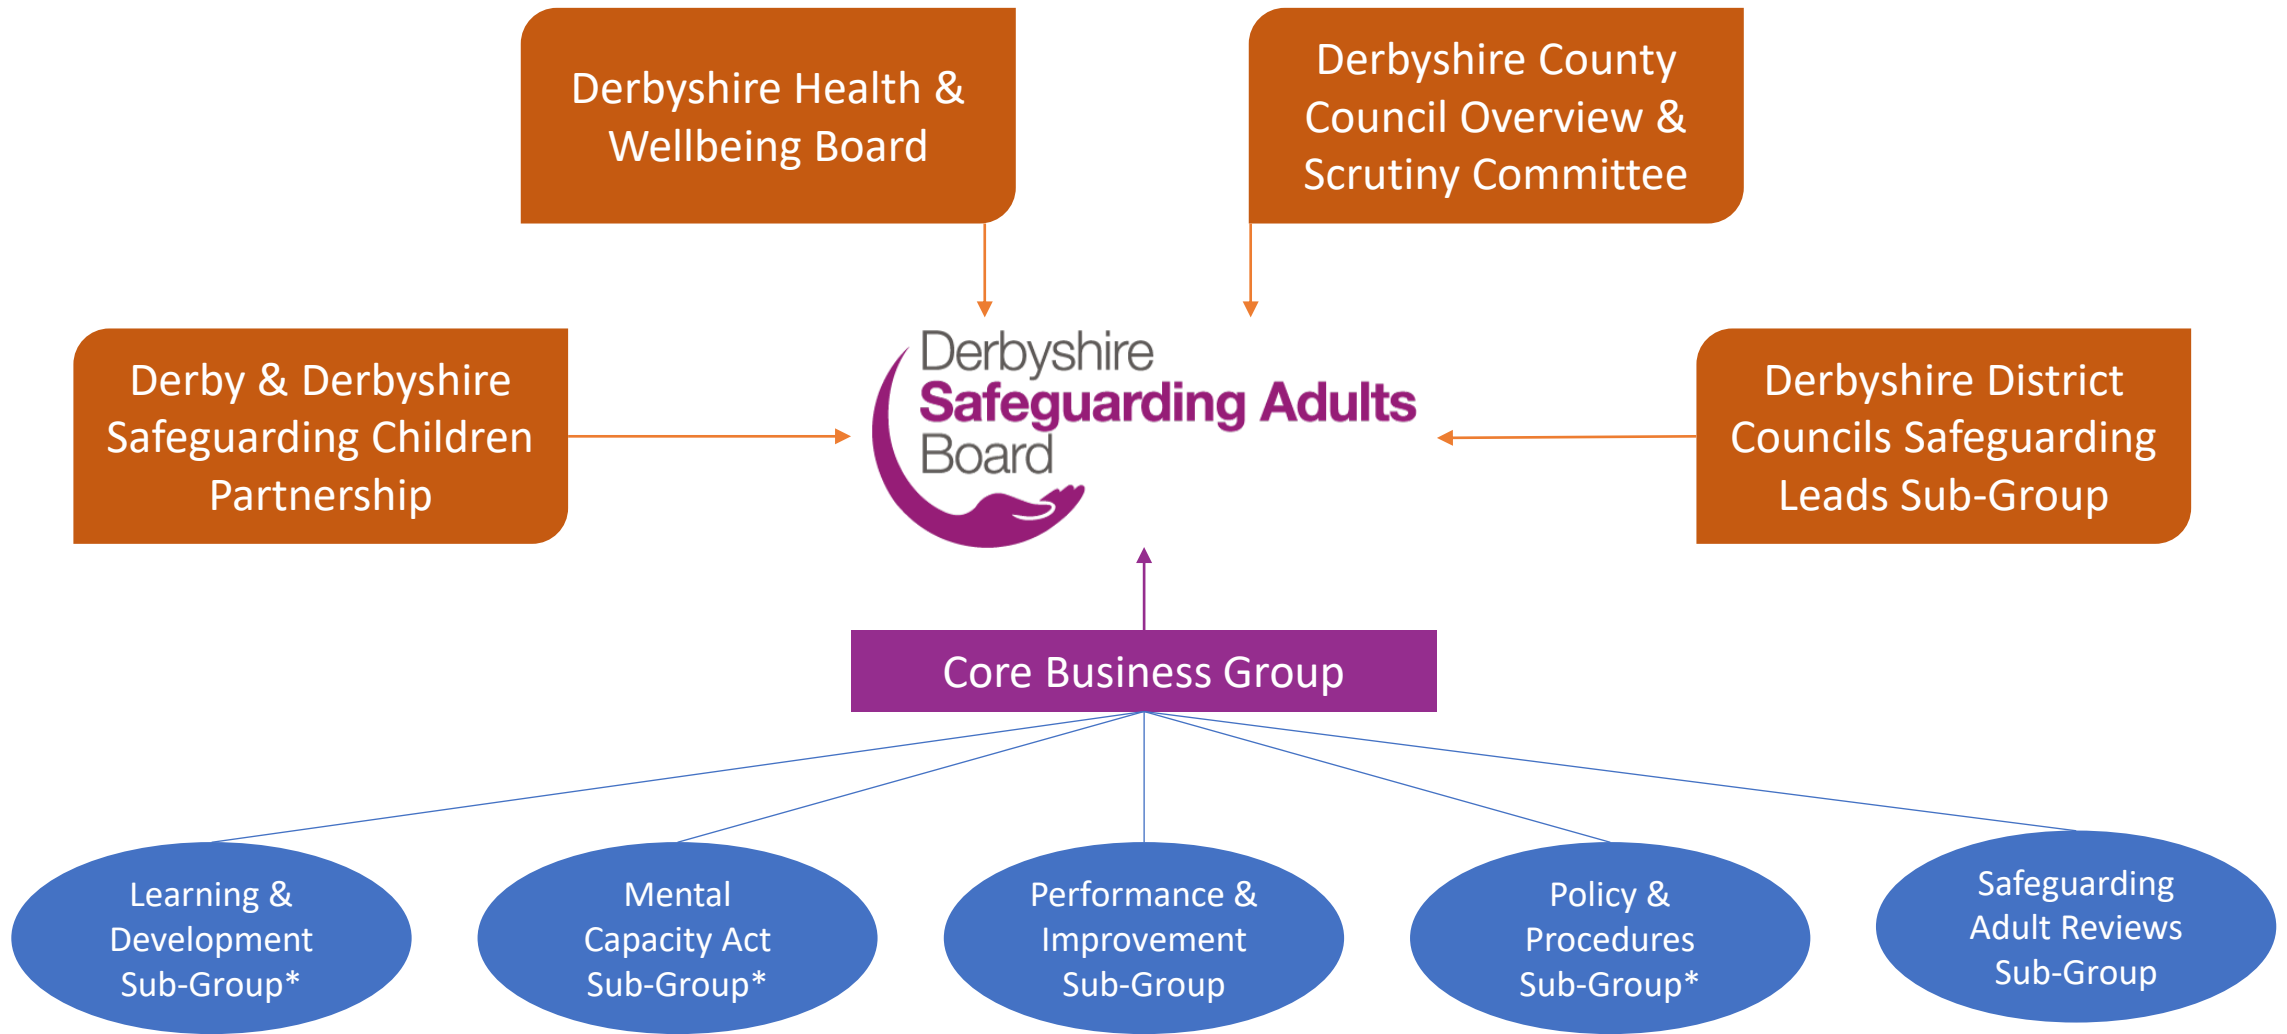 Derbyshire Health &
Wellbeing Board
Derbyshire County
Council Overview &
Scrutiny Committee
Derby & Derbyshire
Safeguarding Children
Partnership
Derbyshire
Safeguarding Adults
Board
Derbyshire District
Councils Safeguarding
Leads Sub-Group
Core Business Group
Learning &
Development
Sub-Group*
Mental
Capacity Act
Sub-Group*
Performance &
Improvement
Sub-Group
Policy &
Procedures
Sub-Group*
Safeguarding
Adult Reviews
Sub-Group